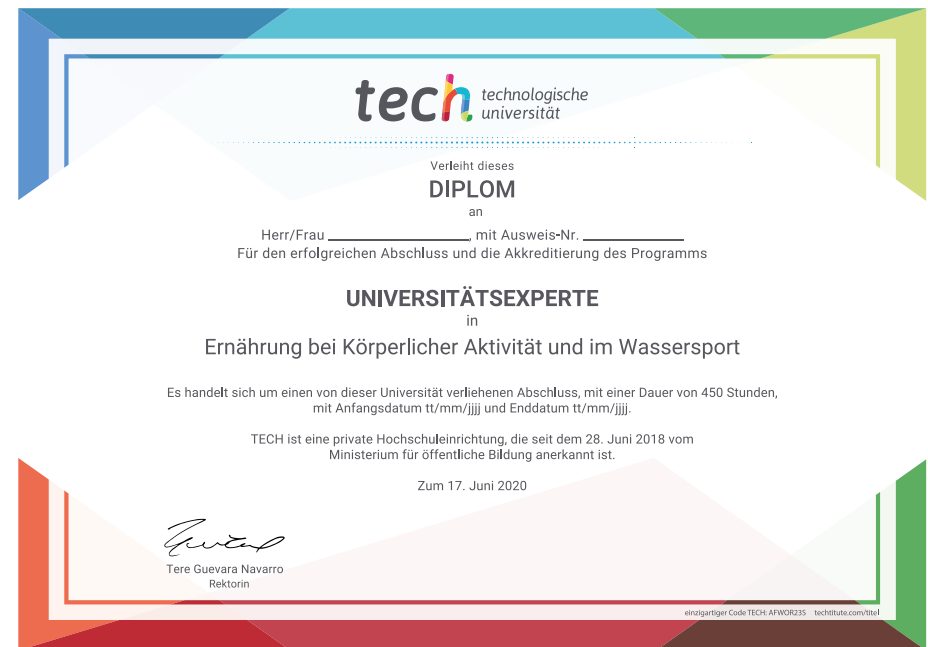 tech technologische
universität
Verleiht dieses
DIPLOM
an
Herr/Frau ____________________, mit Ausweis-Nr. ______________
Für den erfolgreichen Abschluss und die Akkreditierung des Programms
UNIVERSITÄTSEXPERTE
in
Ernährung bei Körperlicher Aktivität und im Wassersport
Es handelt sich um einen von dieser Universität verliehenen Abschluss, mit einer Dauer von 450 Stunden,
mit Anfangsdatum tt/mm/jjjj und Enddatum tt/mm/jjjj.
TECH ist eine private Hochschuleinrichtung, die seit dem 28. Juni 2018 vom
Ministerium für öffentliche Bildung anerkannt ist.
Zum 17. Juni 2020
Tere Guevara Navarro
Rektorin
einzigartiger Code TECH: AFWOR23S techtitute.com/titel